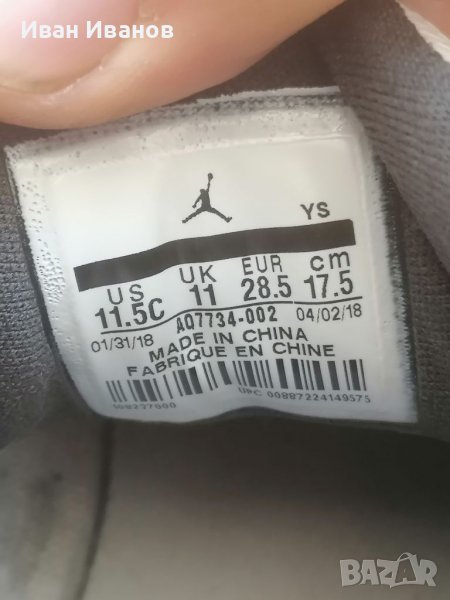 Иван Иванов
YS
US UK EUR cm
11.5C 11 28.5 17.5
01/31/18 AQ7734-002 04/02/18
MADE IN CHINA
FABRIQUE EN CHINE
UPC: 00887224149575
BAZAR